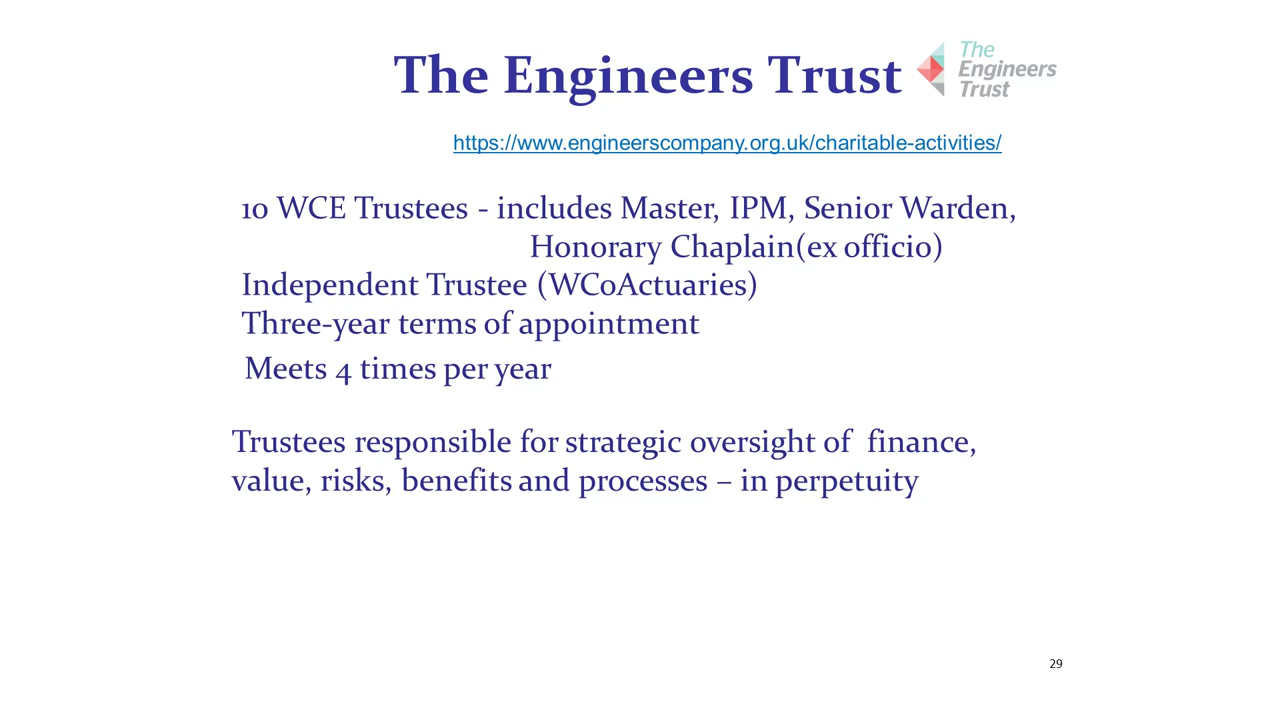 The Engineers Trust
The
Engineers
Trust
https://www.engineerscompany.org.uk/charitable-activities/
10 WCE Trustees - includes Master, IPM, Senior Warden,
Honorary Chaplain(ex officio)
Independent Trustee (WCoActuaries)
Three-year terms of appointment
Meets 4 times per year
Trustees responsible for strategic oversight of finance,
value, risks, benefits and processes – in perpetuity
29